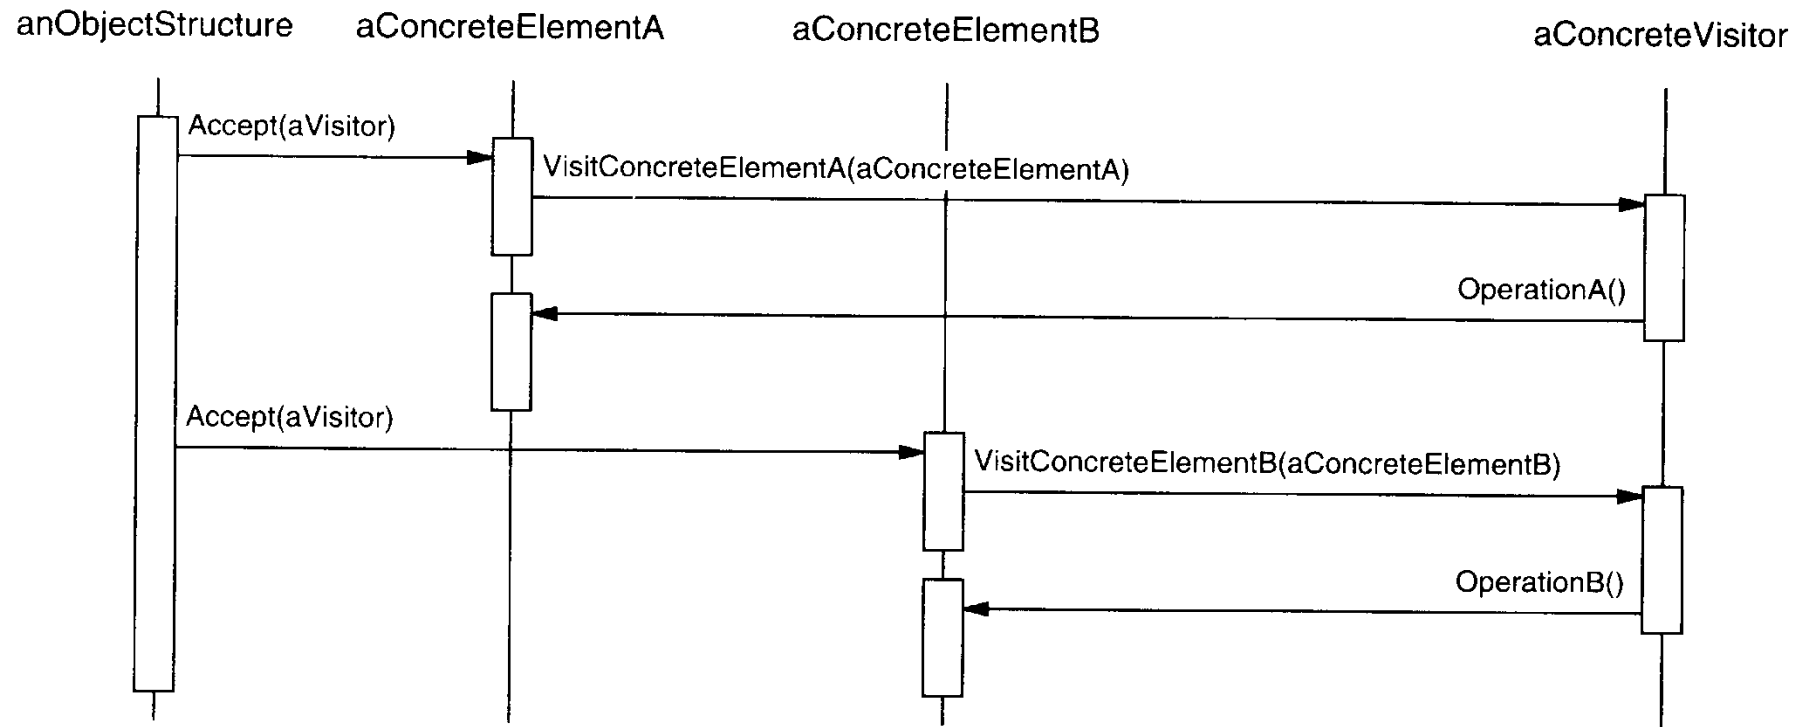 anObjectStructure aConcreteElementA aConcreteElementB aConcreteVisitor
Accept(aVisitor)
VisitConcreteElementA(aConcreteElementA)
OperationA()
Accept(aVisitor)
VisitConcreteElementB(aConcreteElementB)
OperationB()